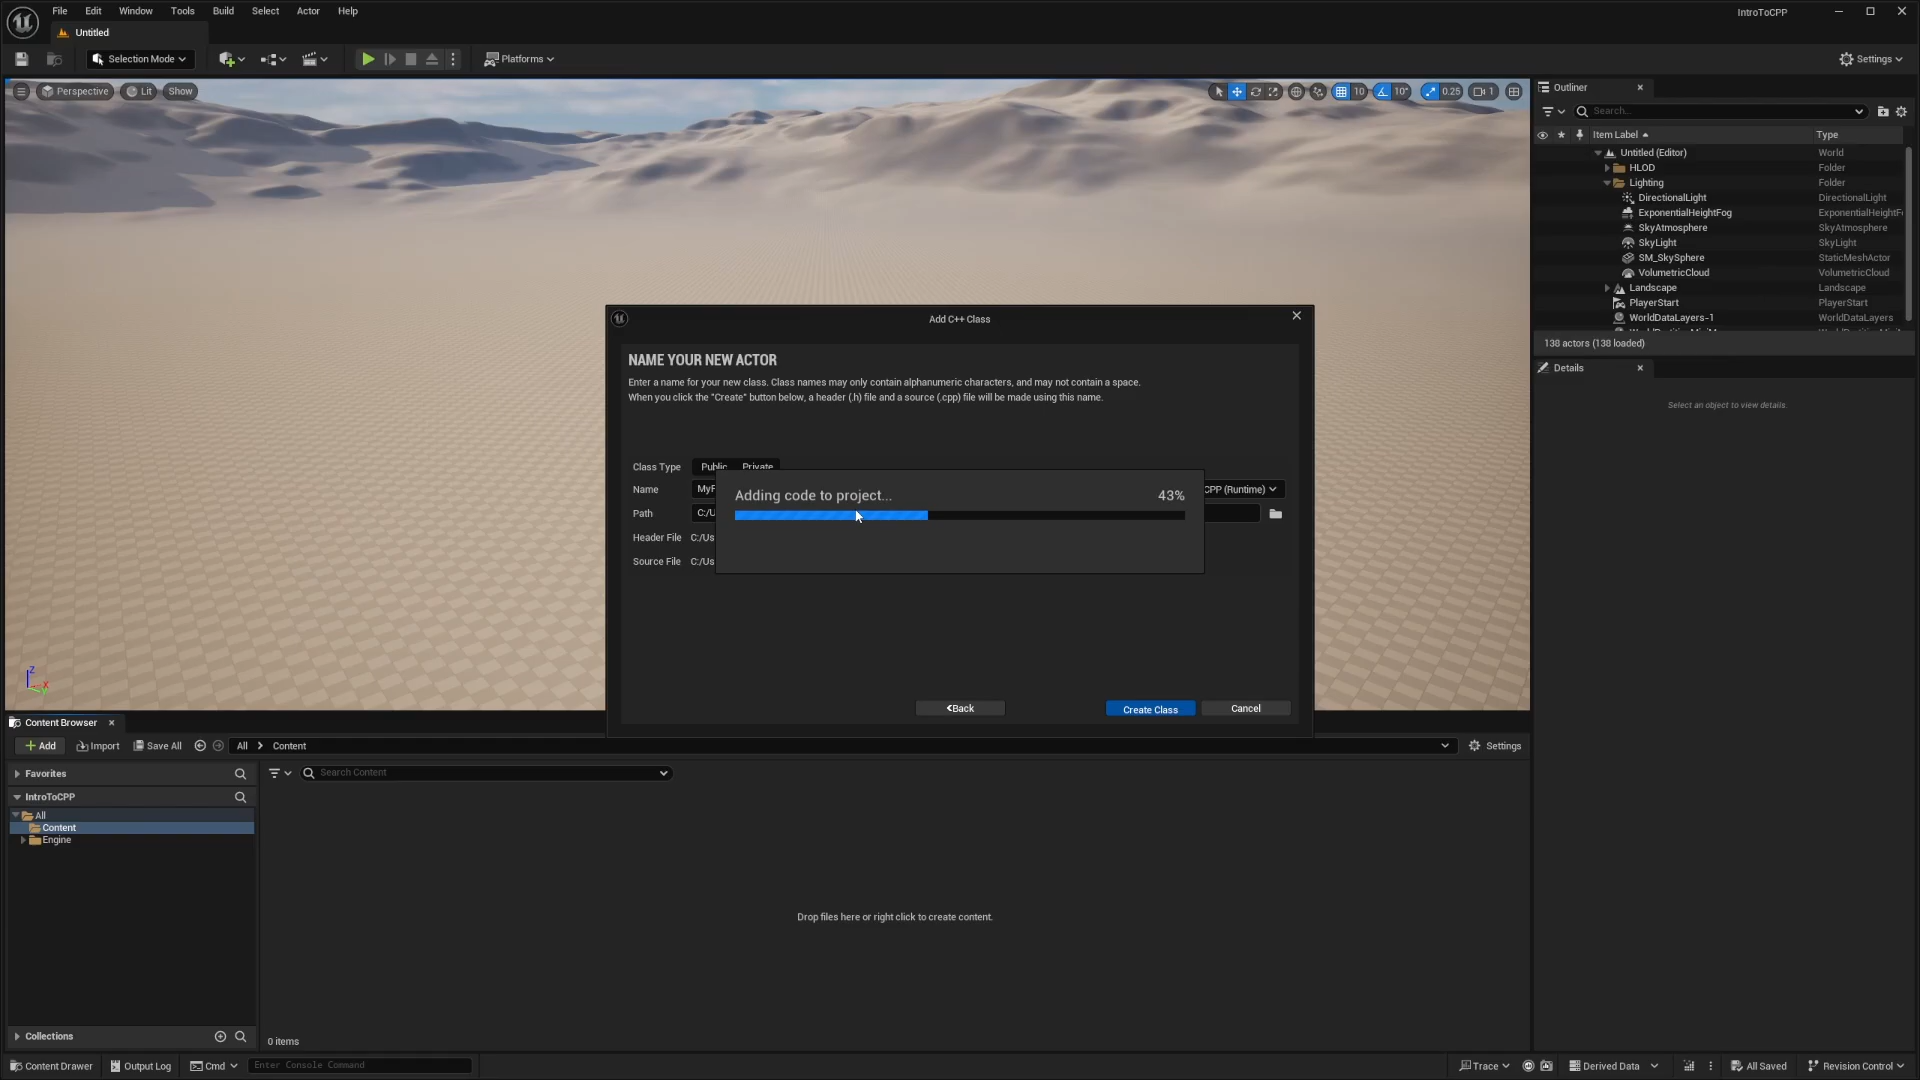 File Edit Window Tools Build Select Actor Help
IntroToCPP
Untitled
Selection Mode
Platforms
Settings
Perspective Lit Show
10 10° 0.25 1
Outliner
Search...
Item Label Type
Untitled (Editor) World
HLOD Folder
Lighting Folder
DirectionalLight DirectionalLight
ExponentialHeightFog ExponentialHeightF
SkyAtmosphere SkyAtmosphere
SkyLight SkyLight
SM_SkySphere StaticMeshActor
VolumetricCloud VolumetricCloud
Landscape Landscape
PlayerStart PlayerStart
WorldDataLayers-1 WorldDataLayers
138 actors (138 loaded)
Details
Select an object to view details.
Add C++ Class
NAME YOUR NEW ACTOR
Enter a name for your new class. Class names may only contain alphanumeric characters, and may not contain a space.
When you click the "Create" button below, a header (.h) file and a source (.cpp) file will be made using this name.
Class Type Public Private
Adding code to project... 43%
Name MyF CPP (Runtime)
Path C:/U
Header File C:/Us
Source File C:/Us
Back
Create Class
Cancel
Z
X
Y
Content Browser
Add Import Save All All Content
Settings
Favorites
Search Content
IntroToCPP
All
Content
Engine
Drop files here or right click to create content.
Collections
0 items
Content Drawer Output Log Cmd Enter Console Command
Trace Derived Data All Saved Revision Control